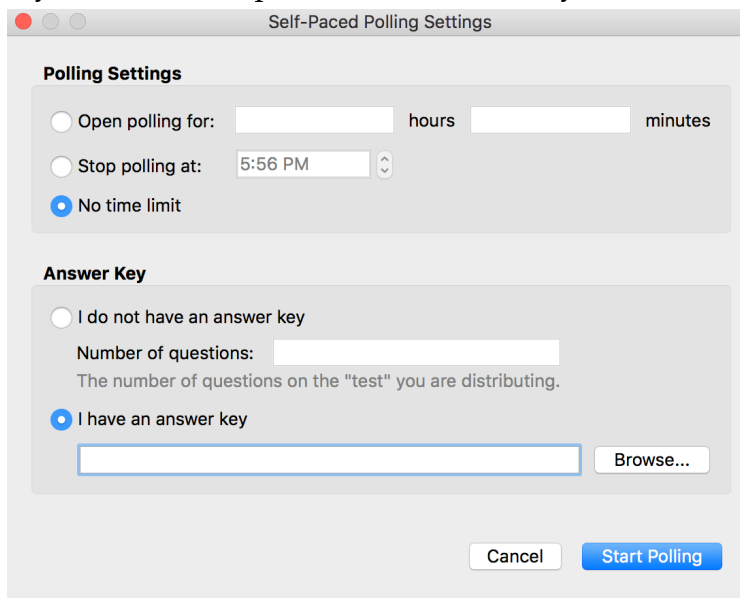 Self-Paced Polling Settings
Polling Settings
Open polling for: hours minutes
Stop polling at: 5:56 PM
No time limit
Answer Key
I do not have an answer key
Number of questions:
The number of questions on the "test" you are distributing.
I have an answer key
Browse...
Cancel Start Polling